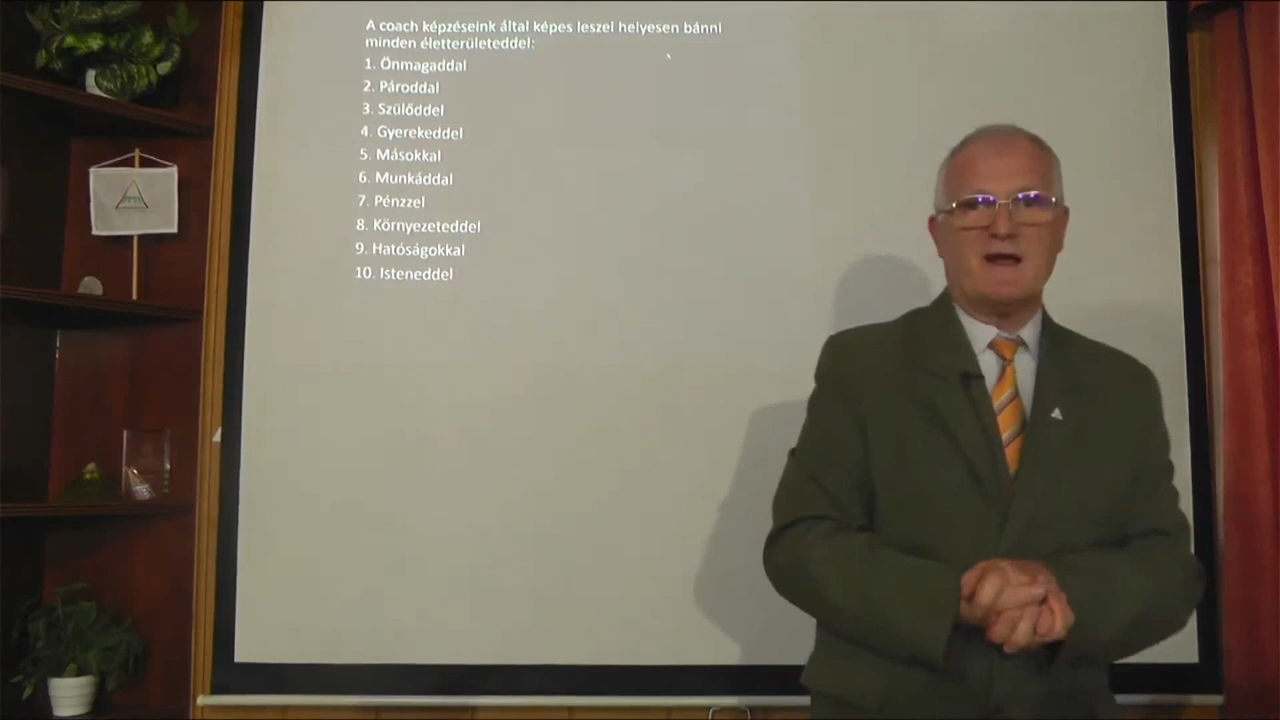 A coach képzéseink által képes leszel helyesen bánni
minden életterületeddel:
1. Önmagaddal
2. Pároddal
3. Szülőddel
4. Gyerekeddel
5. Másokkal
6. Munkáddal
7. Pénzzel
8. Környezeteddel
9. Hatóságokkal
10. Isteneddel